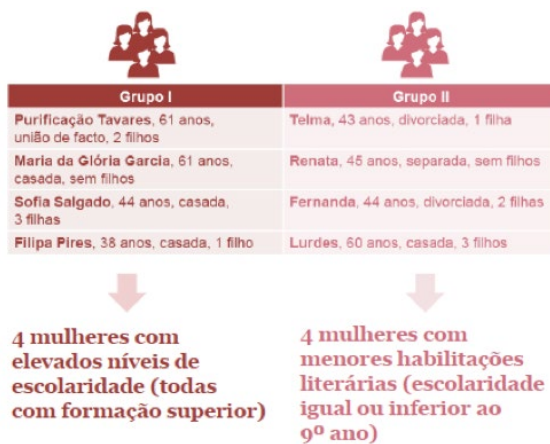 Grupo I
Purificação Tavares, 61 anos,
união de facto, 2 filhos
Maria da Glória Garcia, 61 anos,
casada, sem filhos
Sofia Salgado, 44 anos, casada,
3 filhas
Filipa Pires, 38 anos, casada, 1 filho
4 mulheres com
elevados níveis de
escolaridade (todas
com formação superior)
Grupo II
Telma, 43 anos, divorciada, 1 filha
Renata, 45 anos, separada, sem filhos
Fernanda, 44 anos, divorciada, 2 filhas
Lurdes, 60 anos, casada, 3 filhos
4 mulheres com
menores habilitações
literárias (escolaridade
igual ou inferior ao
9º ano)